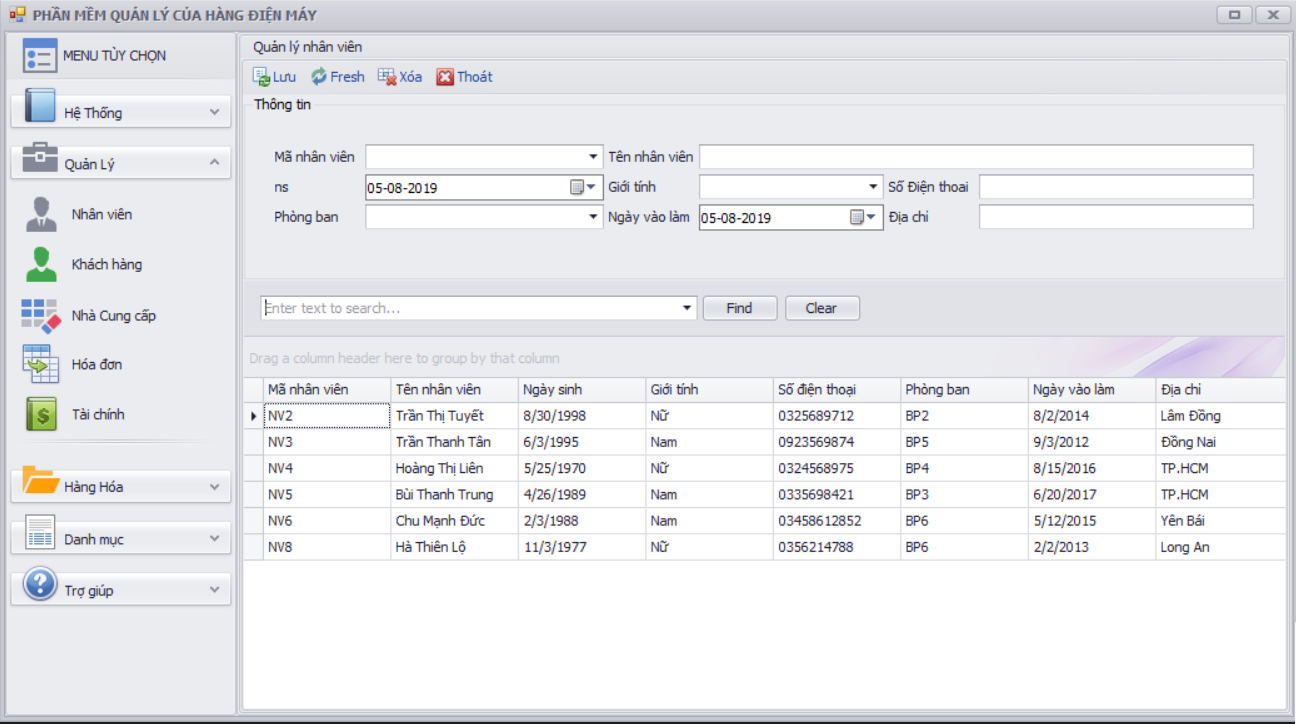 PHẦN MỀM QUẢN LÝ CỦA HÀNG ĐIỆN MÁY
MENU TÙY CHỌN
Hệ Thống
Quản Lý
Nhân viên
Khách hàng
Nhà Cung cấp
Hóa đơn
Tài chính
Hàng Hóa
Danh mục
Trợ giúp
Quản lý nhân viên
Lưu Fresh Xóa Thoát
Thông tin
Mã nhân viên Tên nhân viên
ns 05-08-2019 Giới tính Số Điện thoai
Phòng ban Ngày vào làm 05-08-2019 Địa chỉ
Enter text to search... Find Clear
Drag a column header here to group by that column
Mã nhân viên Tên nhân viên Ngày sinh Giới tính Số điện thoại Phòng ban Ngày vào làm Địa chỉ
NV2 Trần Thị Tuyết 8/30/1998 Nữ 0325689712 BP2 8/2/2014 Lâm Đồng
NV3 Trần Thanh Tân 6/3/1995 Nam 0923569874 BP5 9/3/2012 Đồng Nai
NV4 Hoàng Thị Liên 5/25/1970 Nữ 0324568975 BP4 8/15/2016 TP.HCM
NV5 Bùi Thanh Trung 4/26/1989 Nam 0335698421 BP3 6/20/2017 TP.HCM
NV6 Chu Mạnh Đức 2/3/1988 Nam 03458612852 BP6 5/12/2015 Yên Bái
NV8 Hà Thiên Lộ 11/3/1977 Nữ 0356214788 BP6 2/2/2013 Long An